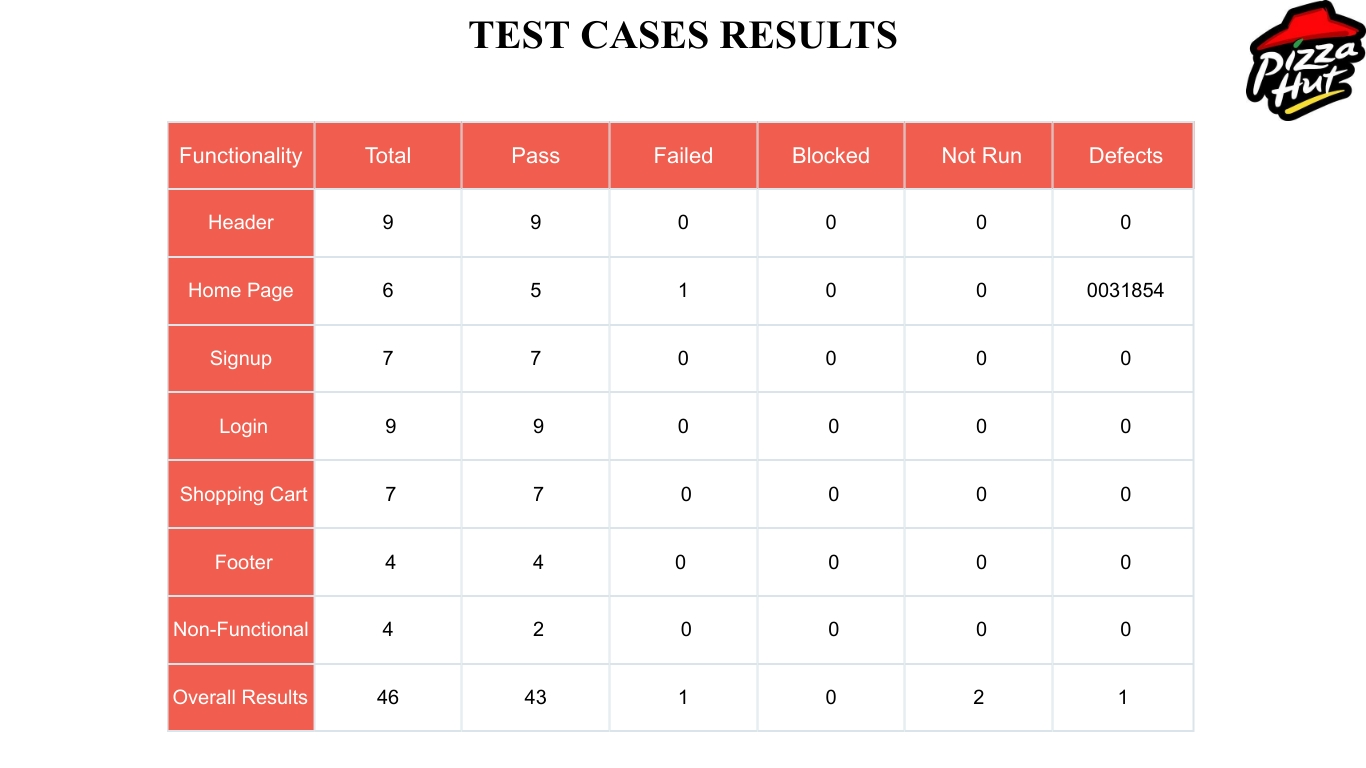 TEST CASES RESULTS
Pizza
Hut
Functionality Total Pass Failed Blocked Not Run Defects
Header 9 9 0 0 0 0
Home Page 6 5 1 0 0 0031854
Signup 7 7 0 0 0 0
Login 9 9 0 0 0 0
Shopping Cart 7 7 0 0 0 0
Footer 4 4 0 0 0 0
Non-Functional 4 2 0 0 0 0
Overall Results 46 43 1 0 2 1